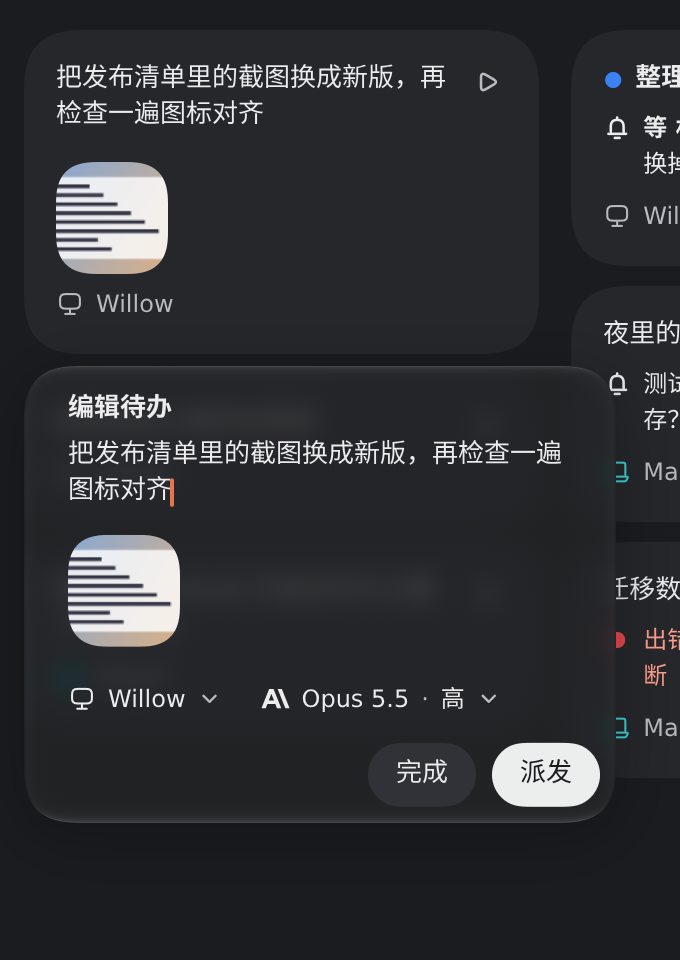 把发布清单里的截图换成新版，再
检查一遍图标对齐
Willow
编辑待办
把发布清单里的截图换成新版，再检查一遍
图标对齐
Willow
Opus 5.5 · 高
完成
派发
整理
等
换掉
Wil
夜里的
测试
存？
Ma
迁移数
出错
断
Ma